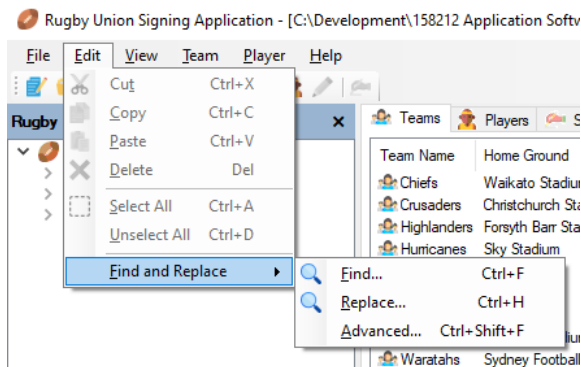 Rugby Union Signing Application - [C:\Development\158212 Application Softw
File Edit View Team Player Help
Cut Ctrl+X
Copy Ctrl+C
Paste Ctrl+V
Delete Del
Select All Ctrl+A
Unselect All Ctrl+D
Find and Replace
Find... Ctrl+F
Replace... Ctrl+H
Advanced... Ctrl+Shift+F
Rugby
Teams Players S
Team Name Home Ground
Chiefs Waikato Stadiu
Crusaders Christchurch Sta
Highlanders Forsyth Barr Sta
Hurricanes Sky Stadium
Waratahs Sydney Football